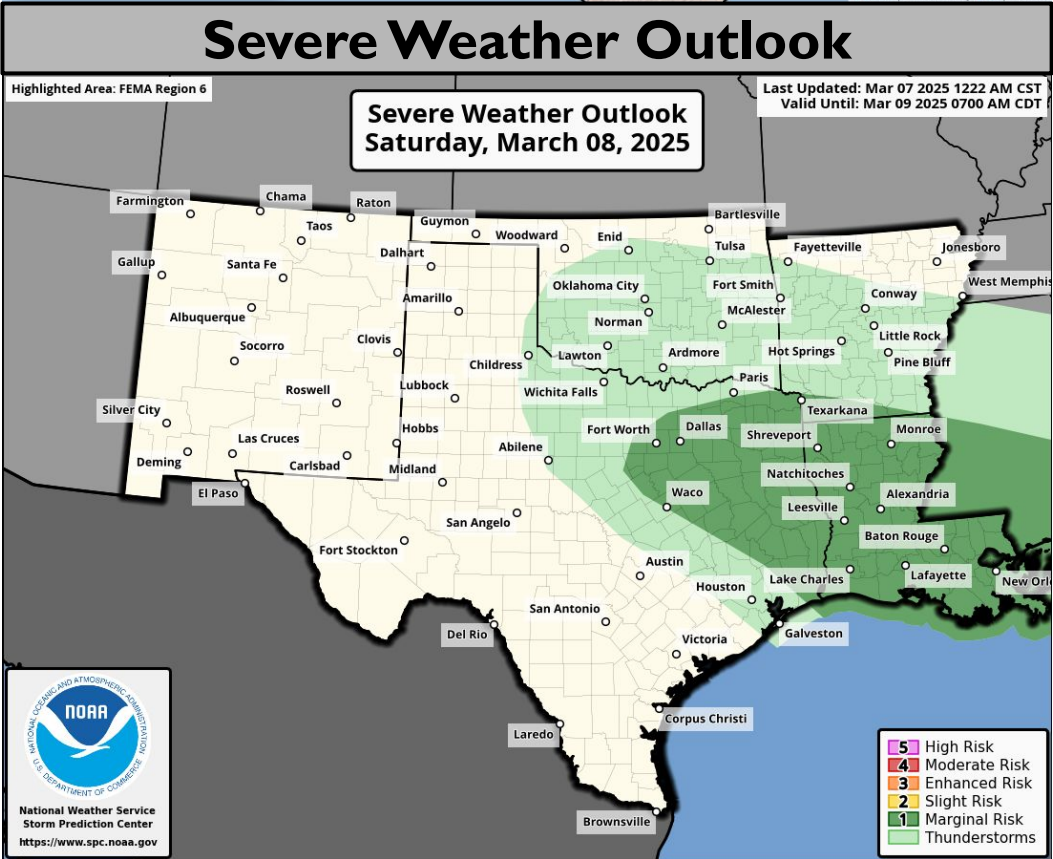 Severe Weather Outlook
Highlighted Area: FEMA Region 6
Last Updated: Mar 07 2025 1222 AM CST
Valid Until: Mar 09 2025 0700 AM CDT
Severe Weather Outlook
Saturday, March 08, 2025
Farmington
Chama
Raton
Taos
Guymon
Woodward
Enid
Bartlesville
Tulsa
Fayetteville
Jonesboro
Gallup
Santa Fe
Dalhart
Oklahoma City
Fort Smith
Conway
West Memphis
Albuquerque
Amarillo
Norman
McAlester
Little Rock
Socorro
Clovis
Childress
Lawton
Ardmore
Hot Springs
Pine Bluff
Roswell
Lubbock
Wichita Falls
Paris
Texarkana
Silver City
Las Cruces
Hobbs
Abilene
Fort Worth
Dallas
Shreveport
Monroe
Deming
Carlsbad
Midland
Natchitoches
El Paso
San Angelo
Waco
Leesville
Alexandria
Fort Stockton
Austin
Baton Rouge
Houston
Lake Charles
Lafayette
New Orl
San Antonio
Del Rio
Victoria
Galveston
Laredo
Corpus Christi
Brownsville
NATIONAL OCEANIC AND ATMOSPHERIC ADMINISTRATION
NOAA
U.S. DEPARTMENT OF COMMERCE
National Weather Service
Storm Prediction Center
https://www.spc.noaa.gov
5 High Risk
4 Moderate Risk
3 Enhanced Risk
2 Slight Risk
1 Marginal Risk
Thunderstorms